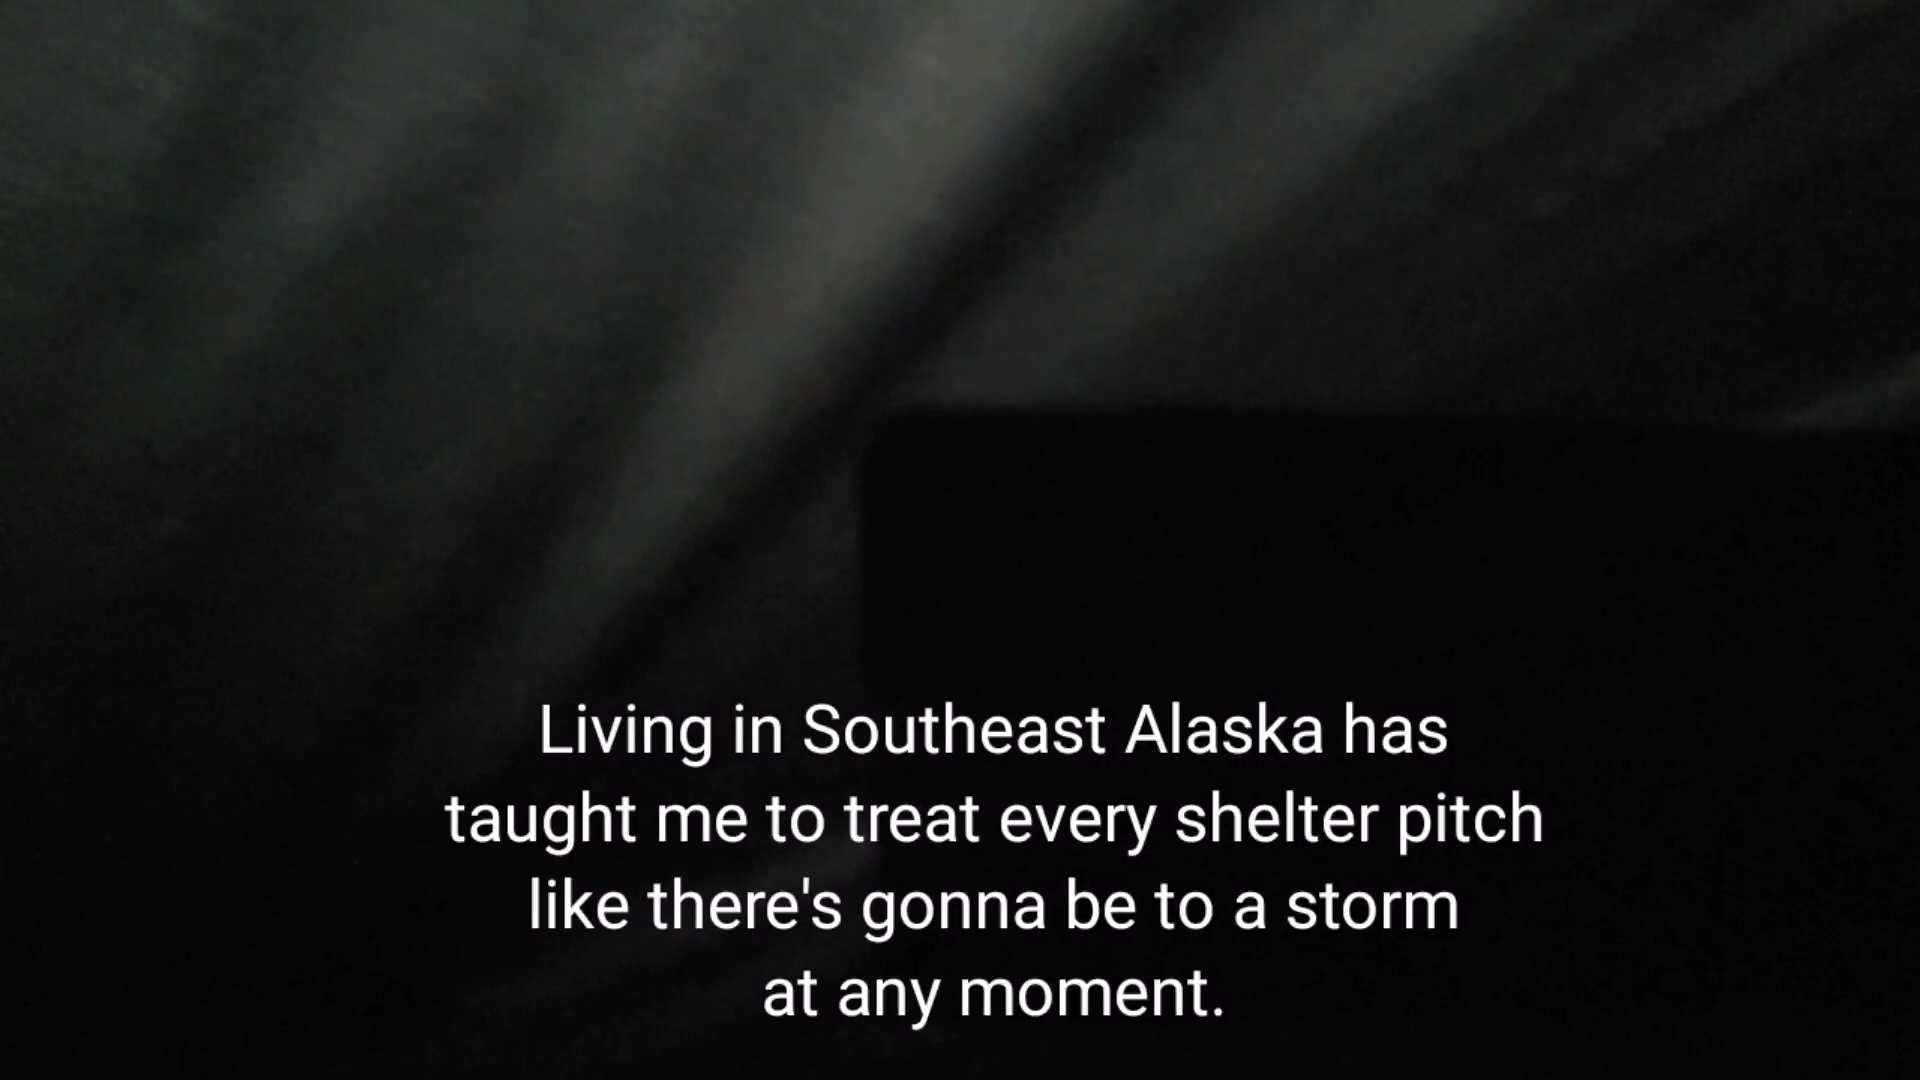 Living in Southeast Alaska has
taught me to treat every shelter pitch
like there's gonna be to a storm
at any moment.